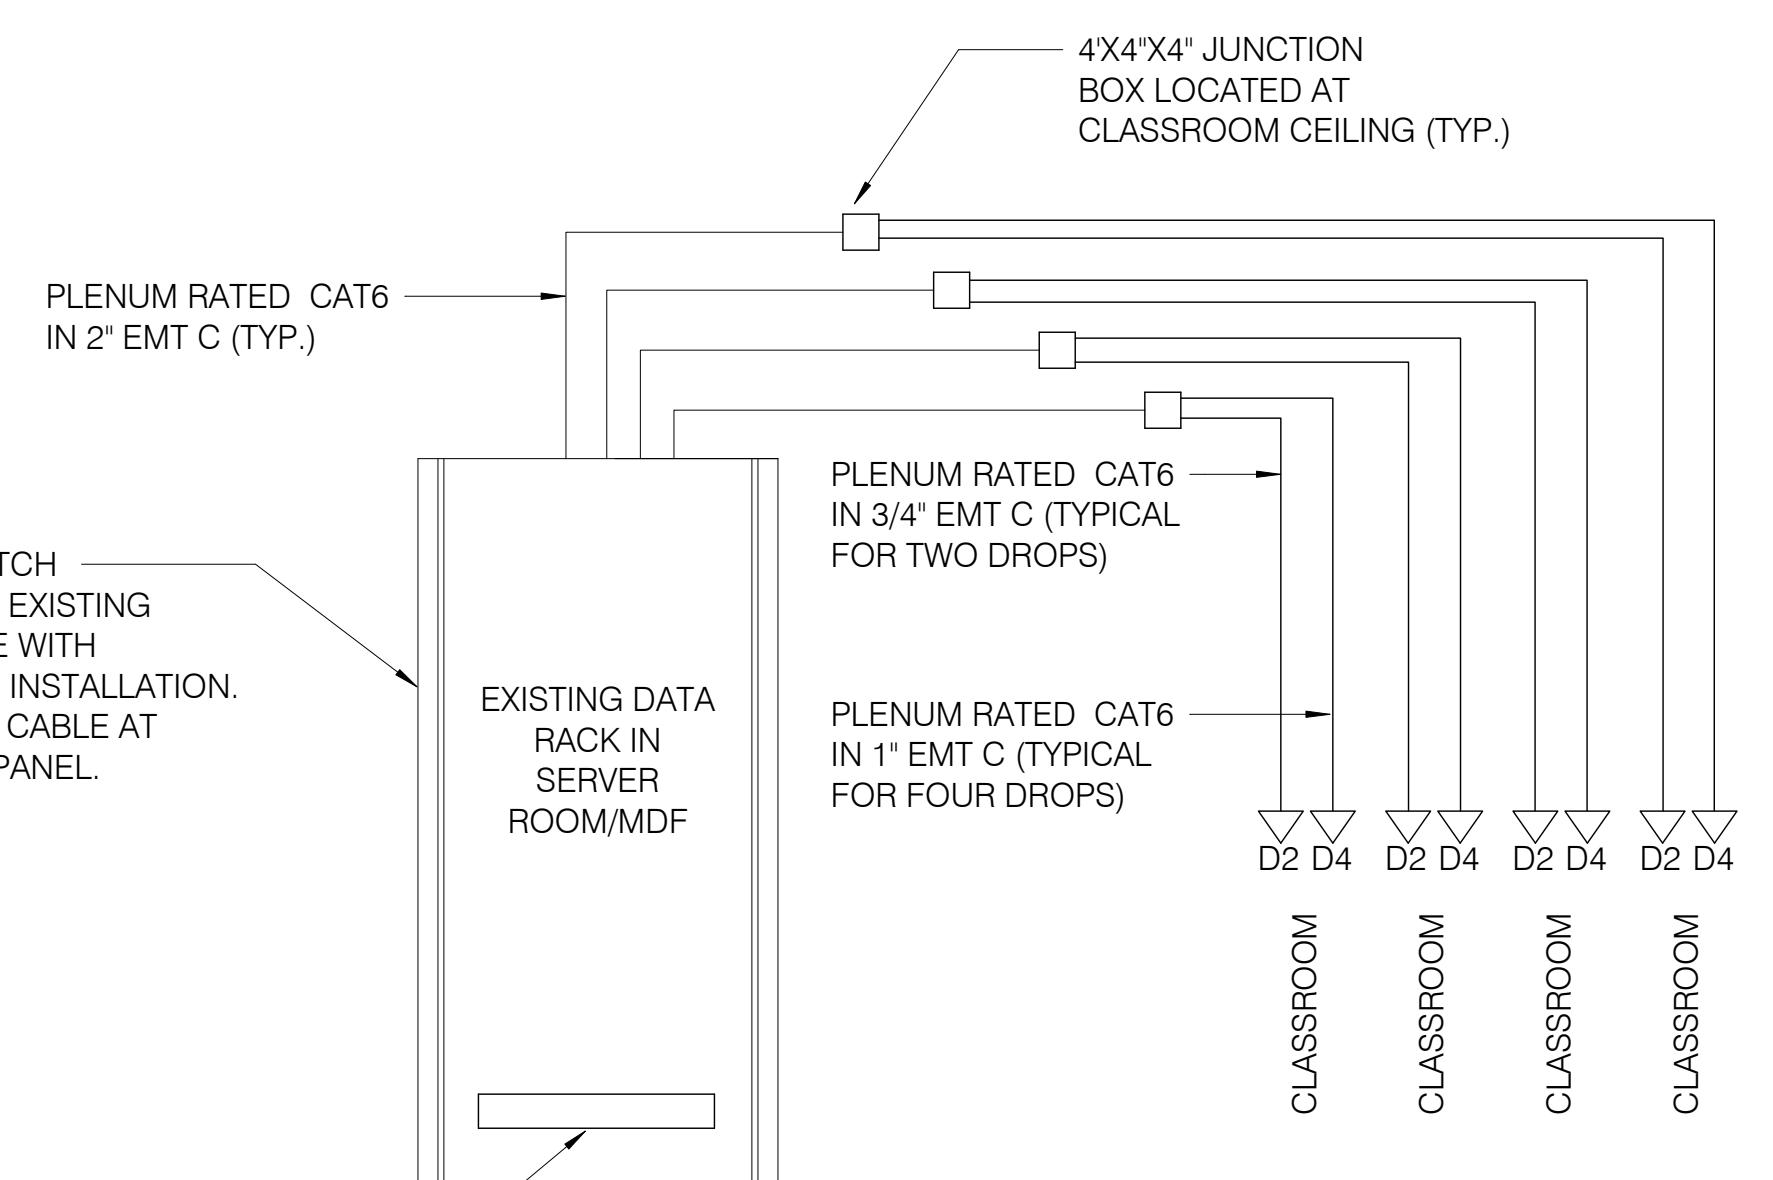 4'X4"X4" JUNCTION
BOX LOCATED AT
CLASSROOM CEILING (TYP.)
PLENUM RATED CAT6
IN 2" EMT C (TYP.)
PLENUM RATED CAT6
IN 3/4" EMT C (TYPICAL
FOR TWO DROPS)
EXISTING
WITH
INSTALLATION.
CABLE AT
PANEL.
EXISTING DATA
RACK IN
SERVER
ROOM/MDF
PLENUM RATED CAT6
IN 1" EMT C (TYPICAL
FOR FOUR DROPS)
D2 D4 D2 D4 D2 D4 D2 D4
CLASSROOM
CLASSROOM
CLASSROOM
CLASSROOM